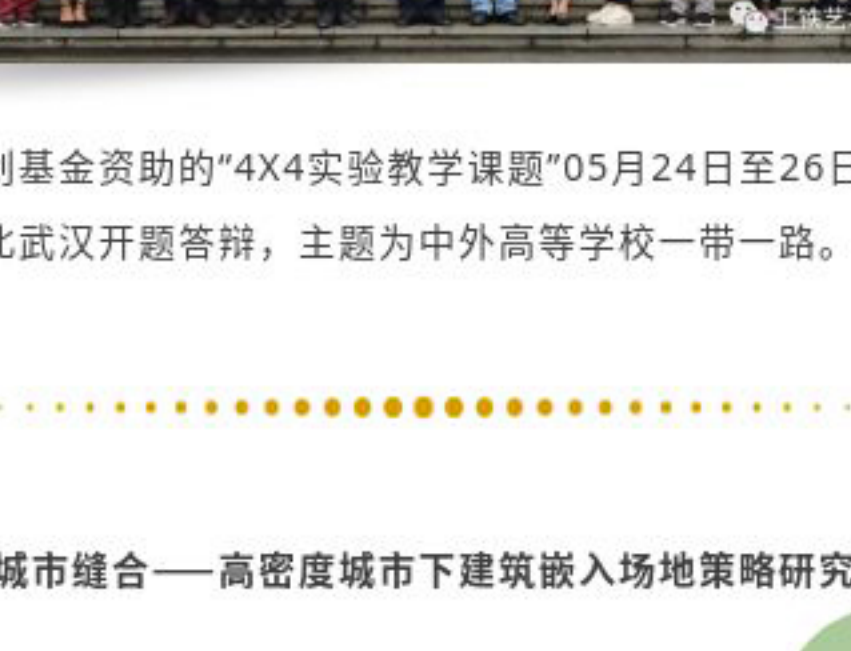 王铁艺
基金资助的“4X4实验教学课题”05月24日至26日
武汉开题答辩，主题为中外高等学校一带一路。
城市缝合——高密度城市下建筑嵌入场地策略研究